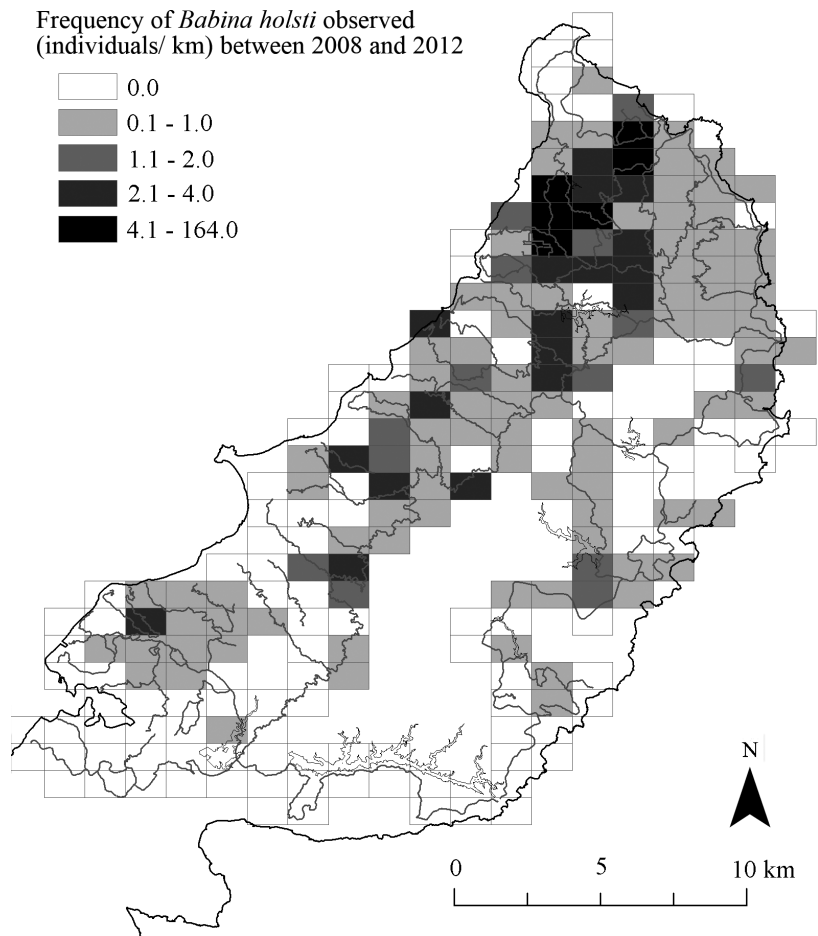 Frequency of Babina holsti observed
(individuals/ km) between 2008 and 2012
0.0
0.1 - 1.0
1.1 - 2.0
2.1 - 4.0
4.1 - 164.0
N
0 5 10 km